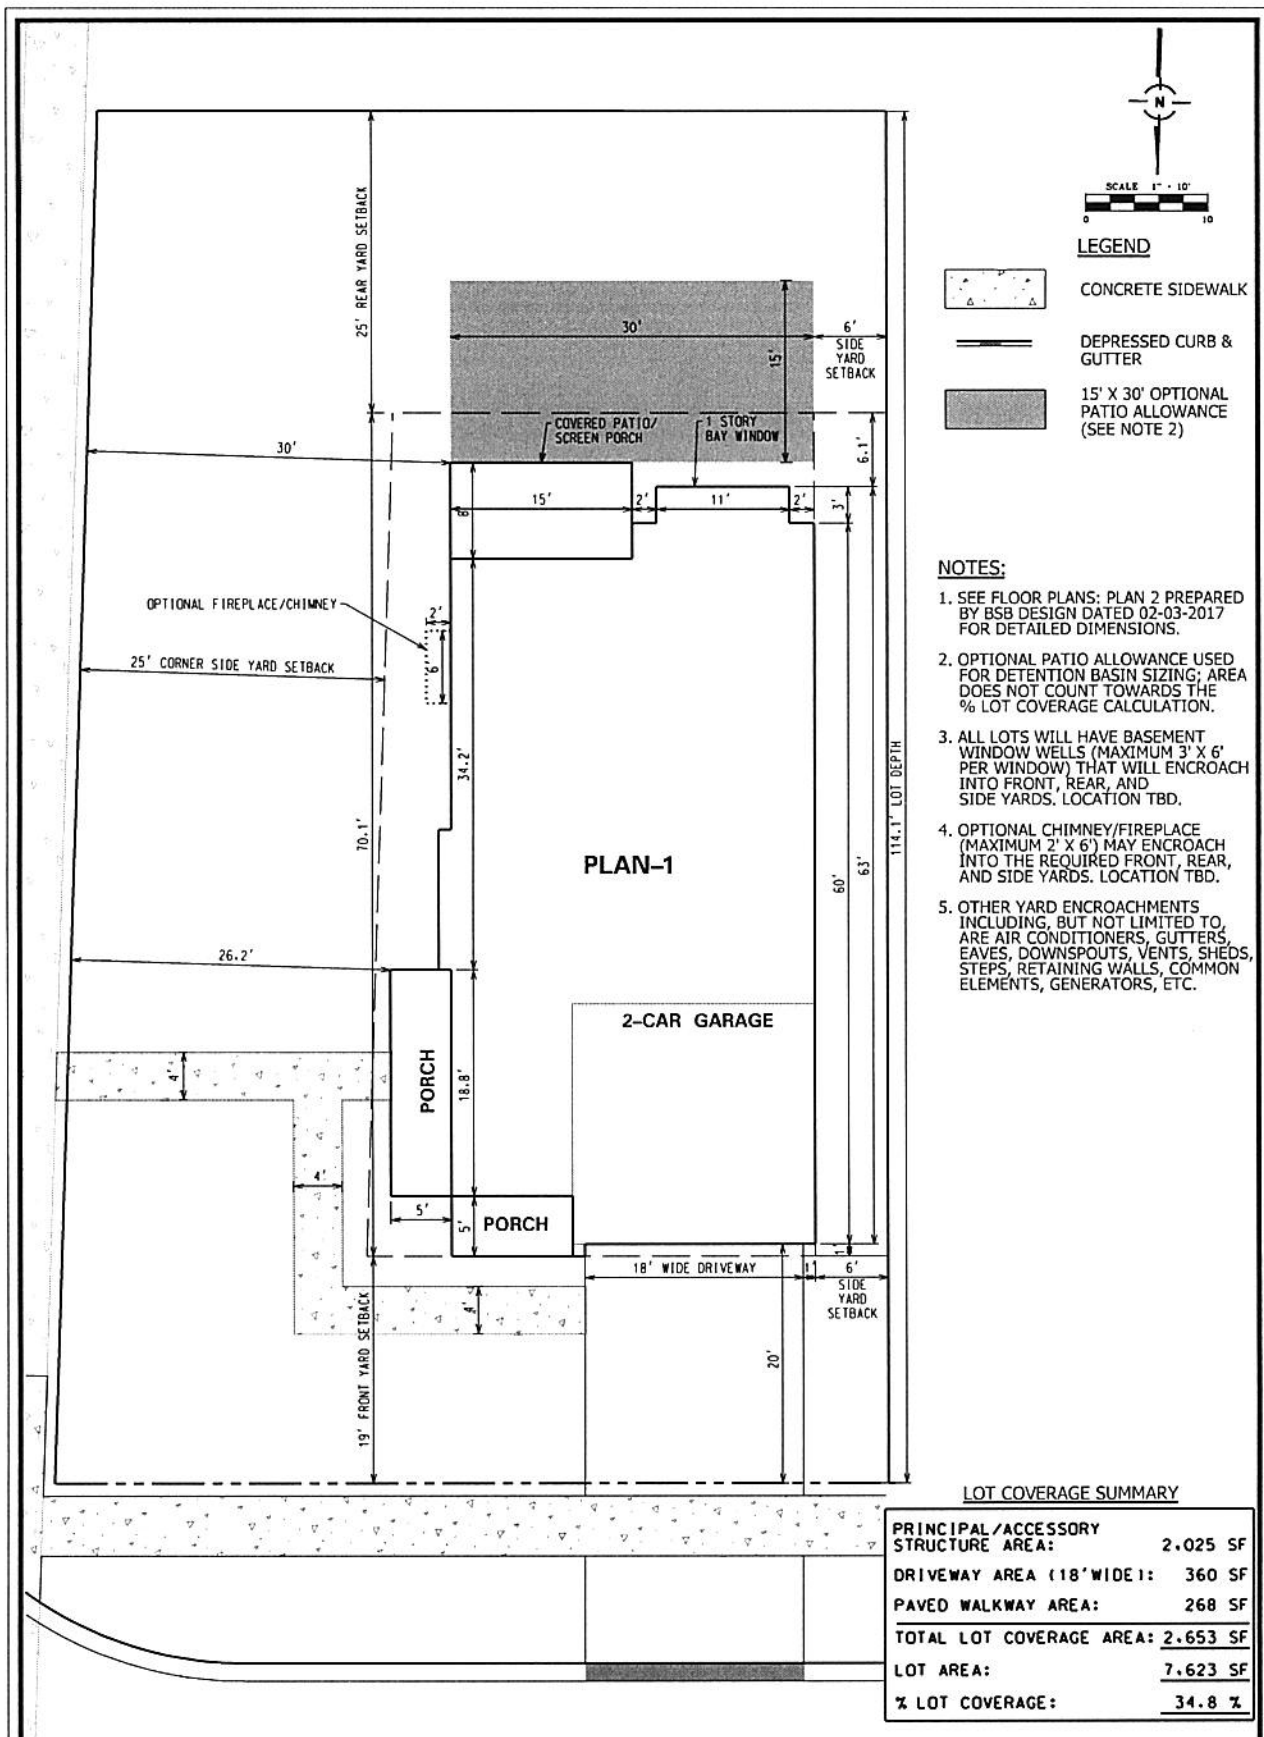 N
SCALE 1" - 10'
0 10
LEGEND
CONCRETE SIDEWALK
DEPRESSED CURB &
GUTTER
15' X 30' OPTIONAL
PATIO ALLOWANCE
(SEE NOTE 2)
25' REAR YARD SETBACK
30'
15'
6'
SIDE
YARD
SETBACK
COVERED PATIO/
SCREEN PORCH
1 STORY
BAY WINDOW
6.1'
30'
15'
2'
11'
2'
3'
8'
OPTIONAL FIREPLACE/CHIMNEY
2'
6'
25' CORNER SIDE YARD SETBACK
34.2'
70.1'
PLAN-1
60'
63'
114.1' LOT DEPTH
26.2'
2-CAR GARAGE
PORCH
18.8'
4'
4'
5'
5'
PORCH
1'
18' WIDE DRIVEWAY
1'
6'
SIDE
YARD
SETBACK
4'
19' FRONT YARD SETBACK
20'
NOTES:
1. SEE FLOOR PLANS: PLAN 2 PREPARED
BY BSB DESIGN DATED 02-03-2017
FOR DETAILED DIMENSIONS.
2. OPTIONAL PATIO ALLOWANCE USED
FOR DETENTION BASIN SIZING; AREA
DOES NOT COUNT TOWARDS THE
% LOT COVERAGE CALCULATION.
3. ALL LOTS WILL HAVE BASEMENT
WINDOW WELLS (MAXIMUM 3' X 6'
PER WINDOW) THAT WILL ENCROACH
INTO FRONT, REAR, AND
SIDE YARDS. LOCATION TBD.
4. OPTIONAL CHIMNEY/FIREPLACE
(MAXIMUM 2' X 6') MAY ENCROACH
INTO THE REQUIRED FRONT, REAR,
AND SIDE YARDS. LOCATION TBD.
5. OTHER YARD ENCROACHMENTS
INCLUDING, BUT NOT LIMITED TO,
ARE AIR CONDITIONERS, GUTTERS,
EAVES, DOWNSPOUTS, VENTS, SHEDS,
STEPS, RETAINING WALLS, COMMON
ELEMENTS, GENERATORS, ETC.
LOT COVERAGE SUMMARY
PRINCIPAL/ACCESSORY
STRUCTURE AREA: 2,025 SF
DRIVEWAY AREA (18'WIDE): 360 SF
PAVED WALKWAY AREA: 268 SF
TOTAL LOT COVERAGE AREA: 2,653 SF
LOT AREA: 7,623 SF
% LOT COVERAGE: 34.8 %